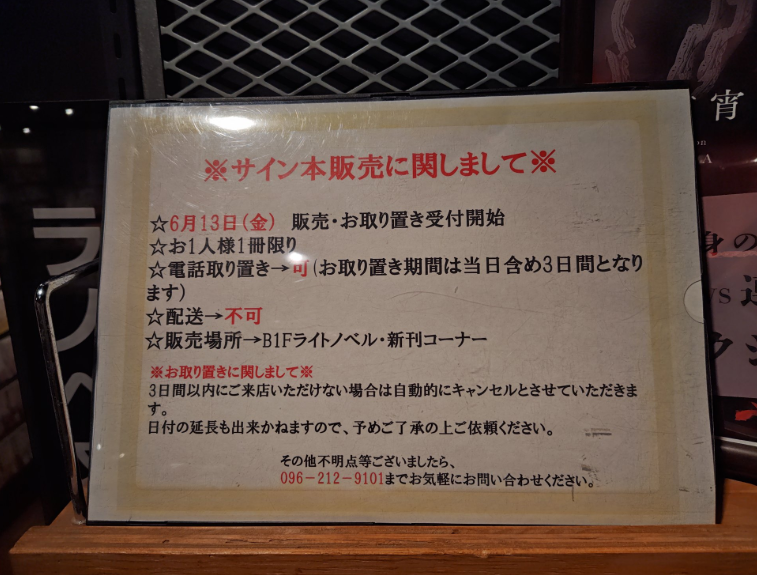 ※サイン本販売に関しまして※
☆6月13日(金) 販売・お取り置き受付開始
☆お1人様1冊限り
☆電話取り置き→可(お取り置き期間は当日含め3日間となり
ます)
☆配送→不可
☆販売場所→B1Fライトノベル・新刊コーナー
※お取り置きに関しまして※
3日間以内にご来店いただけない場合は自動的にキャンセルとさせていただきま
す。
日付の延長も出来かねますので、予めご了承の上ご依頼ください。
その他不明点等ございましたら、
096-212-9101までお気軽にお問い合わせください。
ラノベ
宵
身の
vs 運